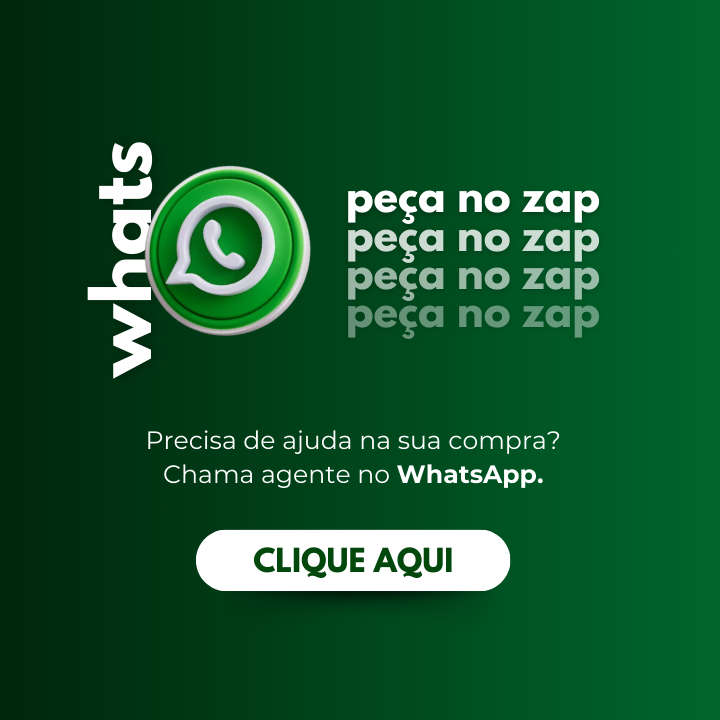 whats
peça no zap
peça no zap
peça no zap
peça no zap
Precisa de ajuda na sua compra?
Chama agente no WhatsApp.
CLIQUE AQUI